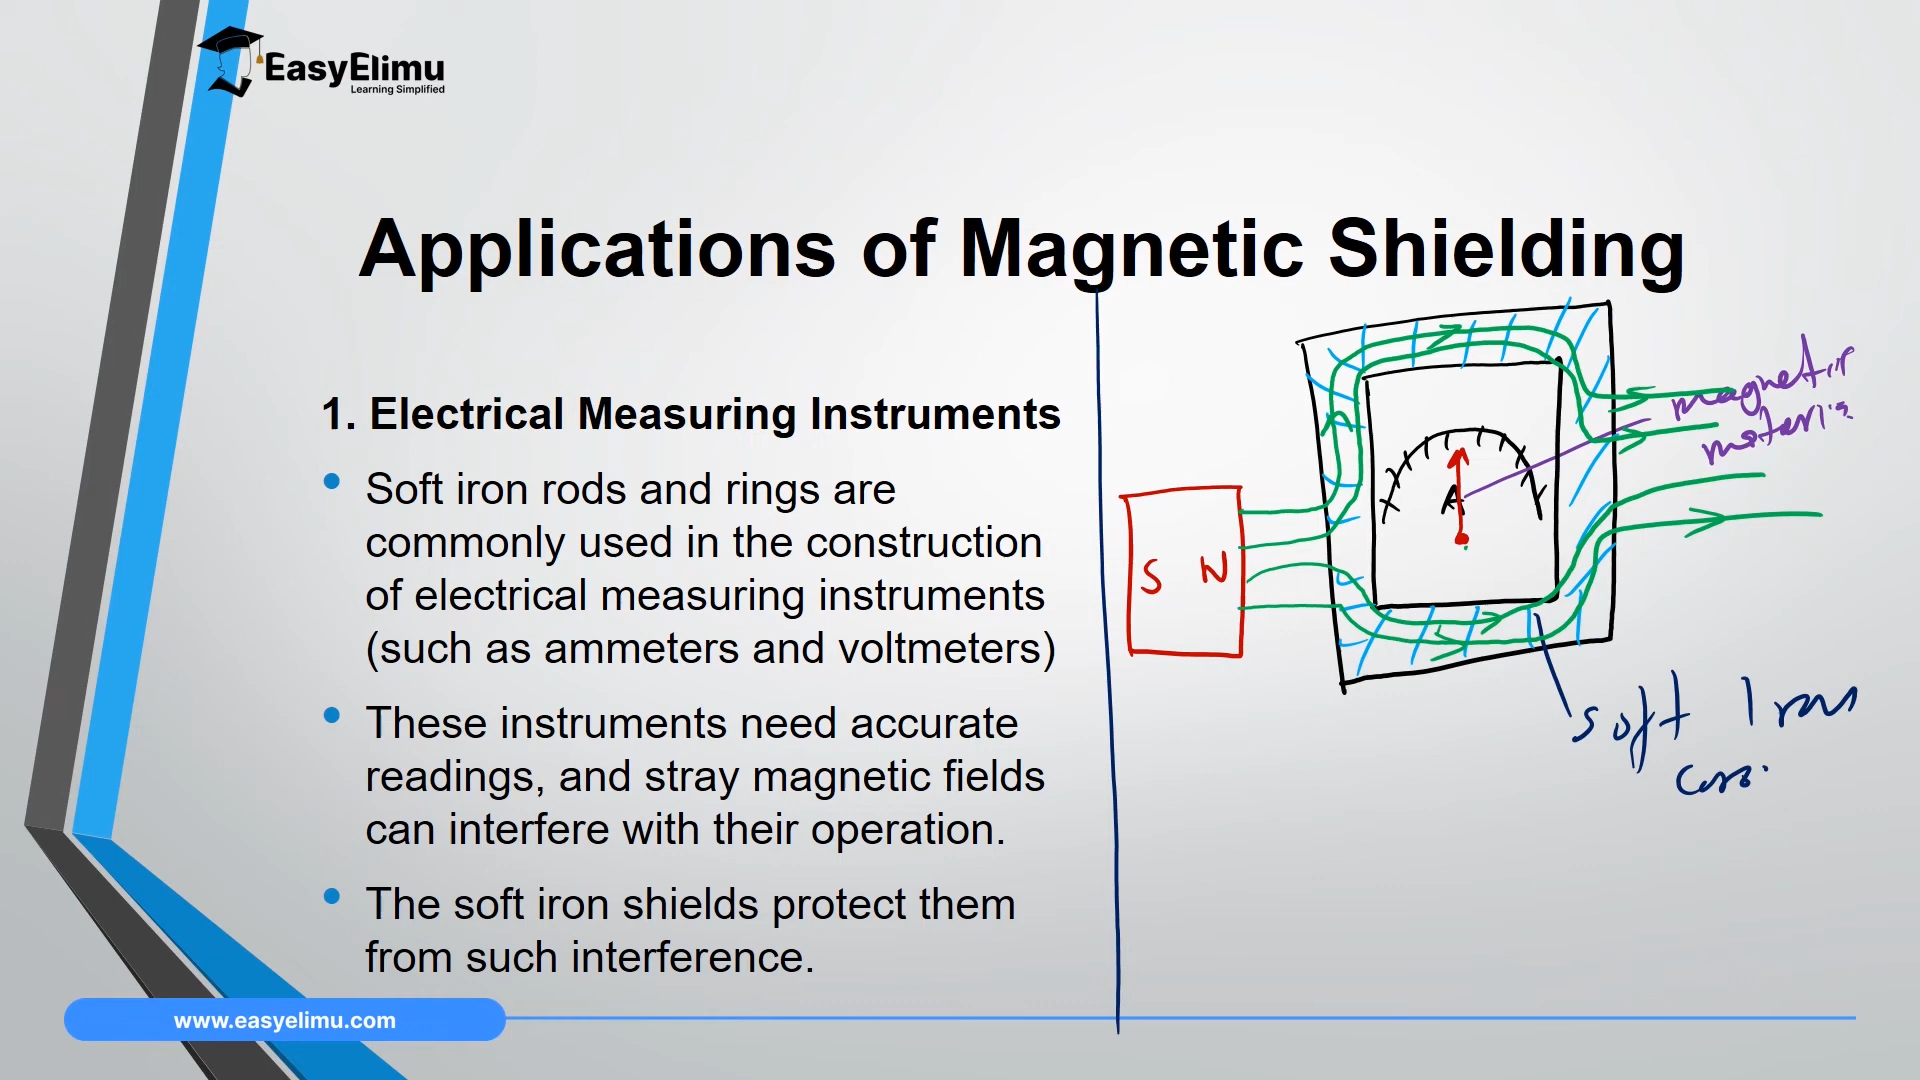 EasyElimu
Learning Simplified
Applications of Magnetic Shielding
1. Electrical Measuring Instruments
• Soft iron rods and rings are
commonly used in the construction
of electrical measuring instruments
(such as ammeters and voltmeters)
• These instruments need accurate
readings, and stray magnetic fields
can interfere with their operation.
• The soft iron shields protect them
from such interference.
S N
A
magnetic
soft Iron
www.easyelimu.com